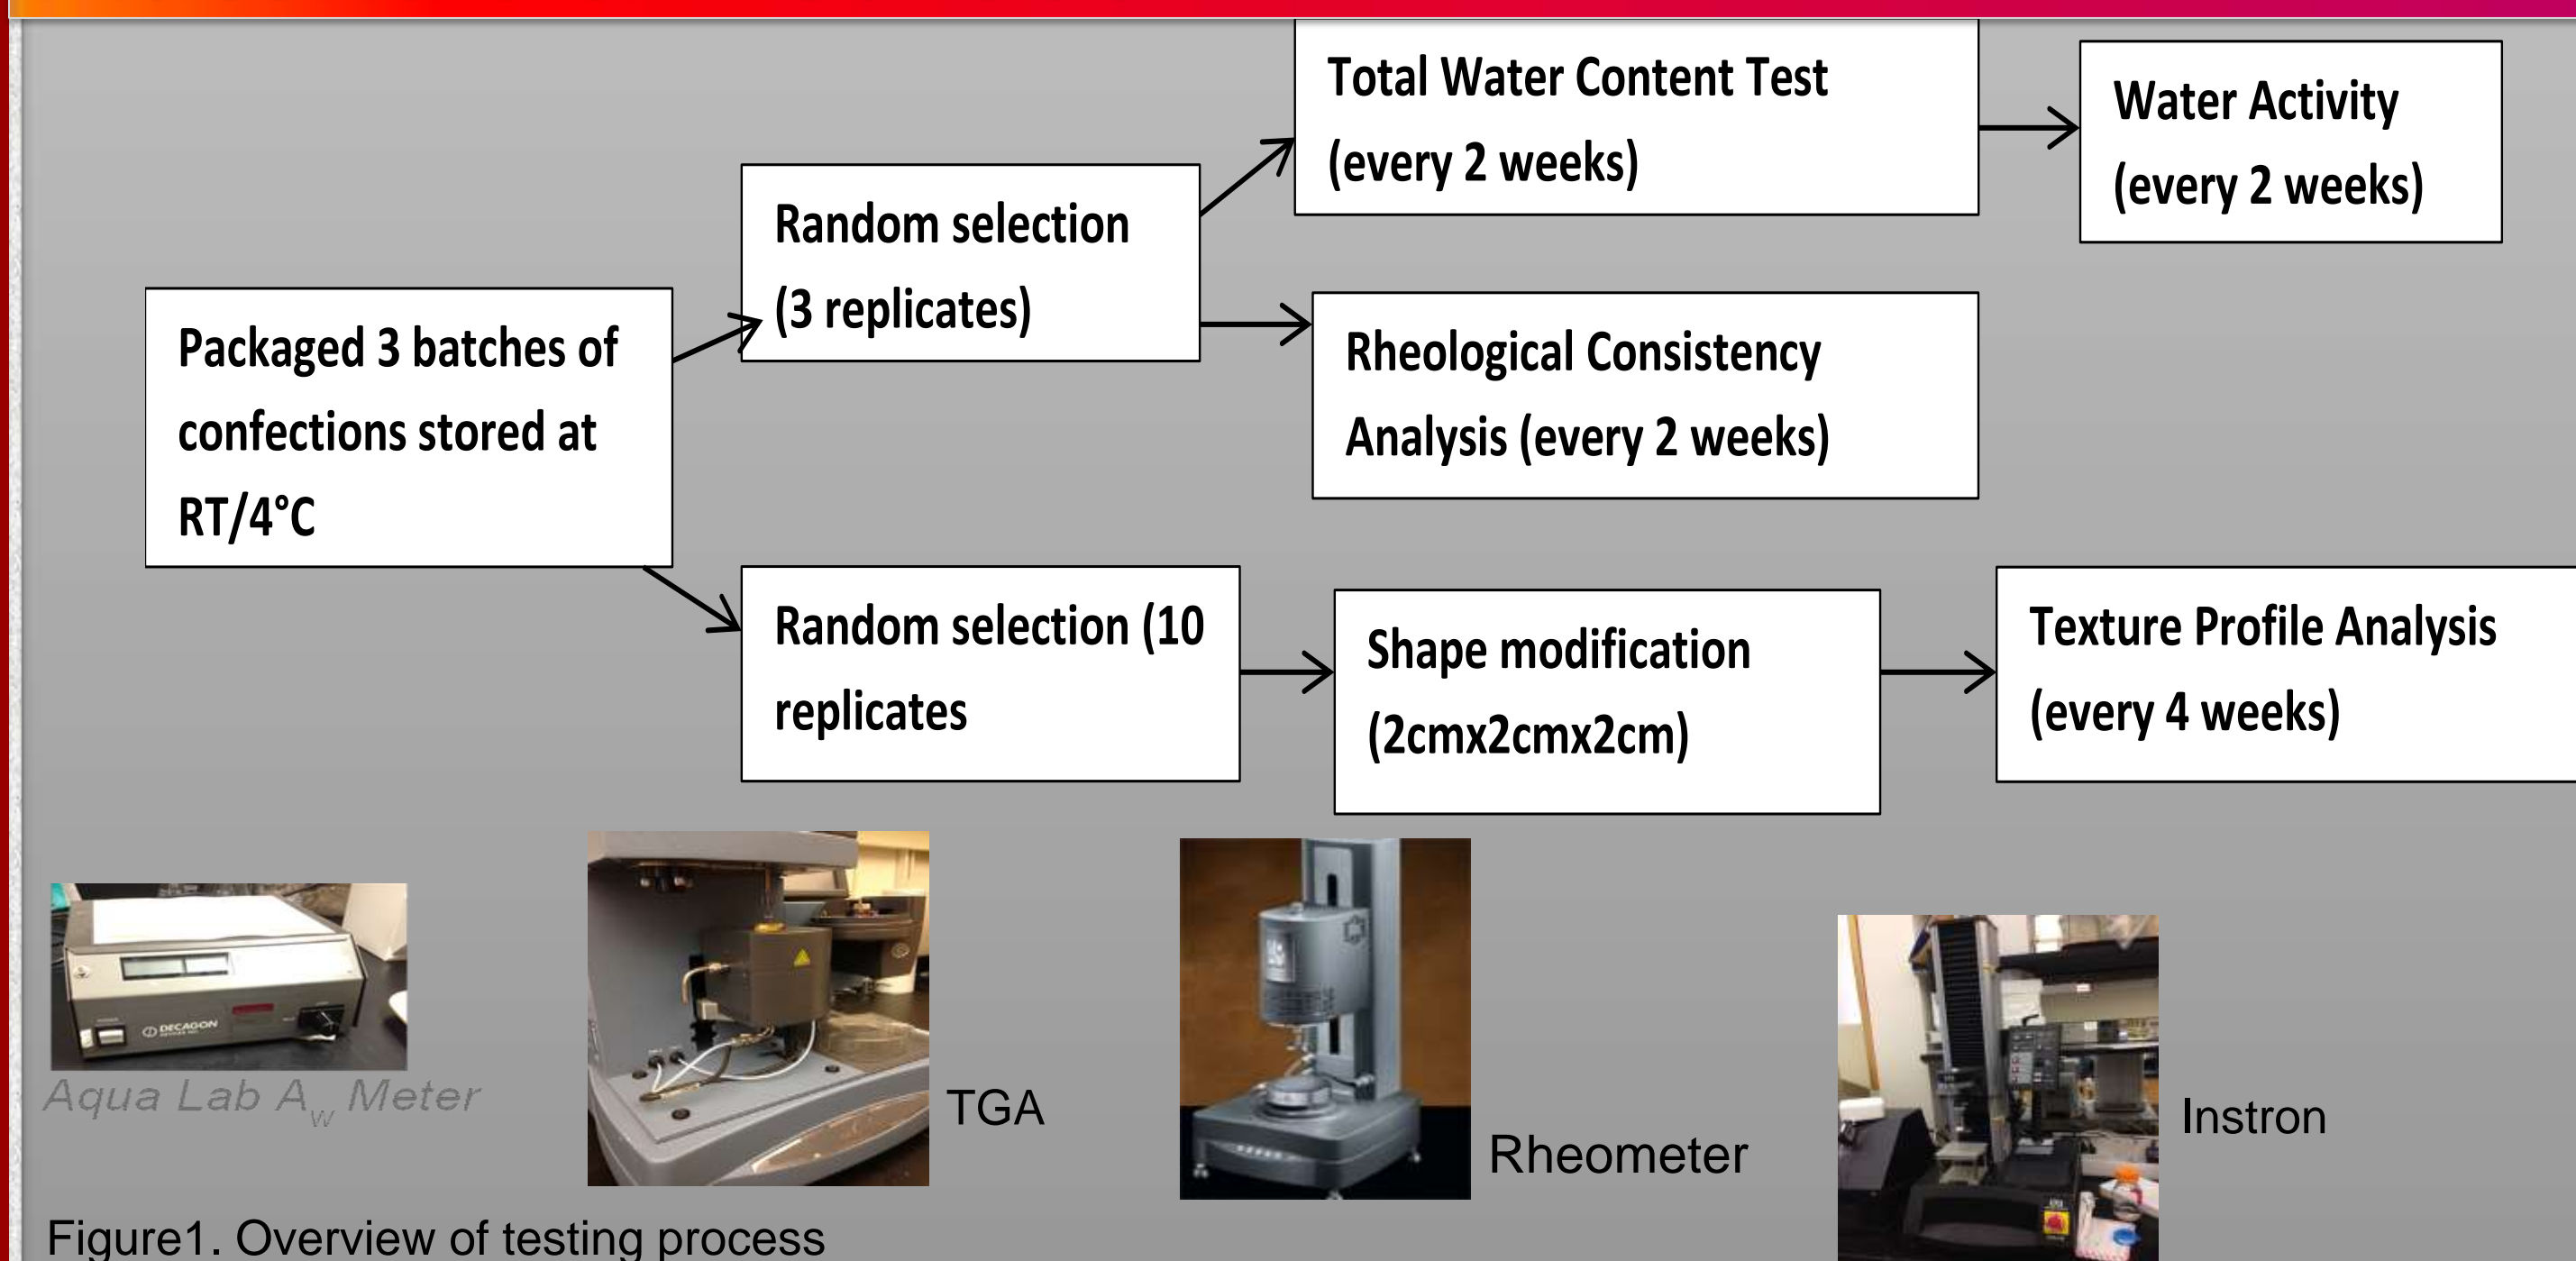 Total Water Content Test
(every 2 weeks)
Water Activity
(every 2 weeks)
Random selection
(3 replicates)
Rheological Consistency
Analysis (every 2 weeks)
Packaged 3 batches of
confections stored at
RT/4°C
Random selection (10
replicates
Shape modification
(2cmx2cmx2cm)
Texture Profile Analysis
(every 4 weeks)
DECAGON
Aqua Lab Aw Meter
TGA
Rheometer
Instron
Figure1. Overview of testing process